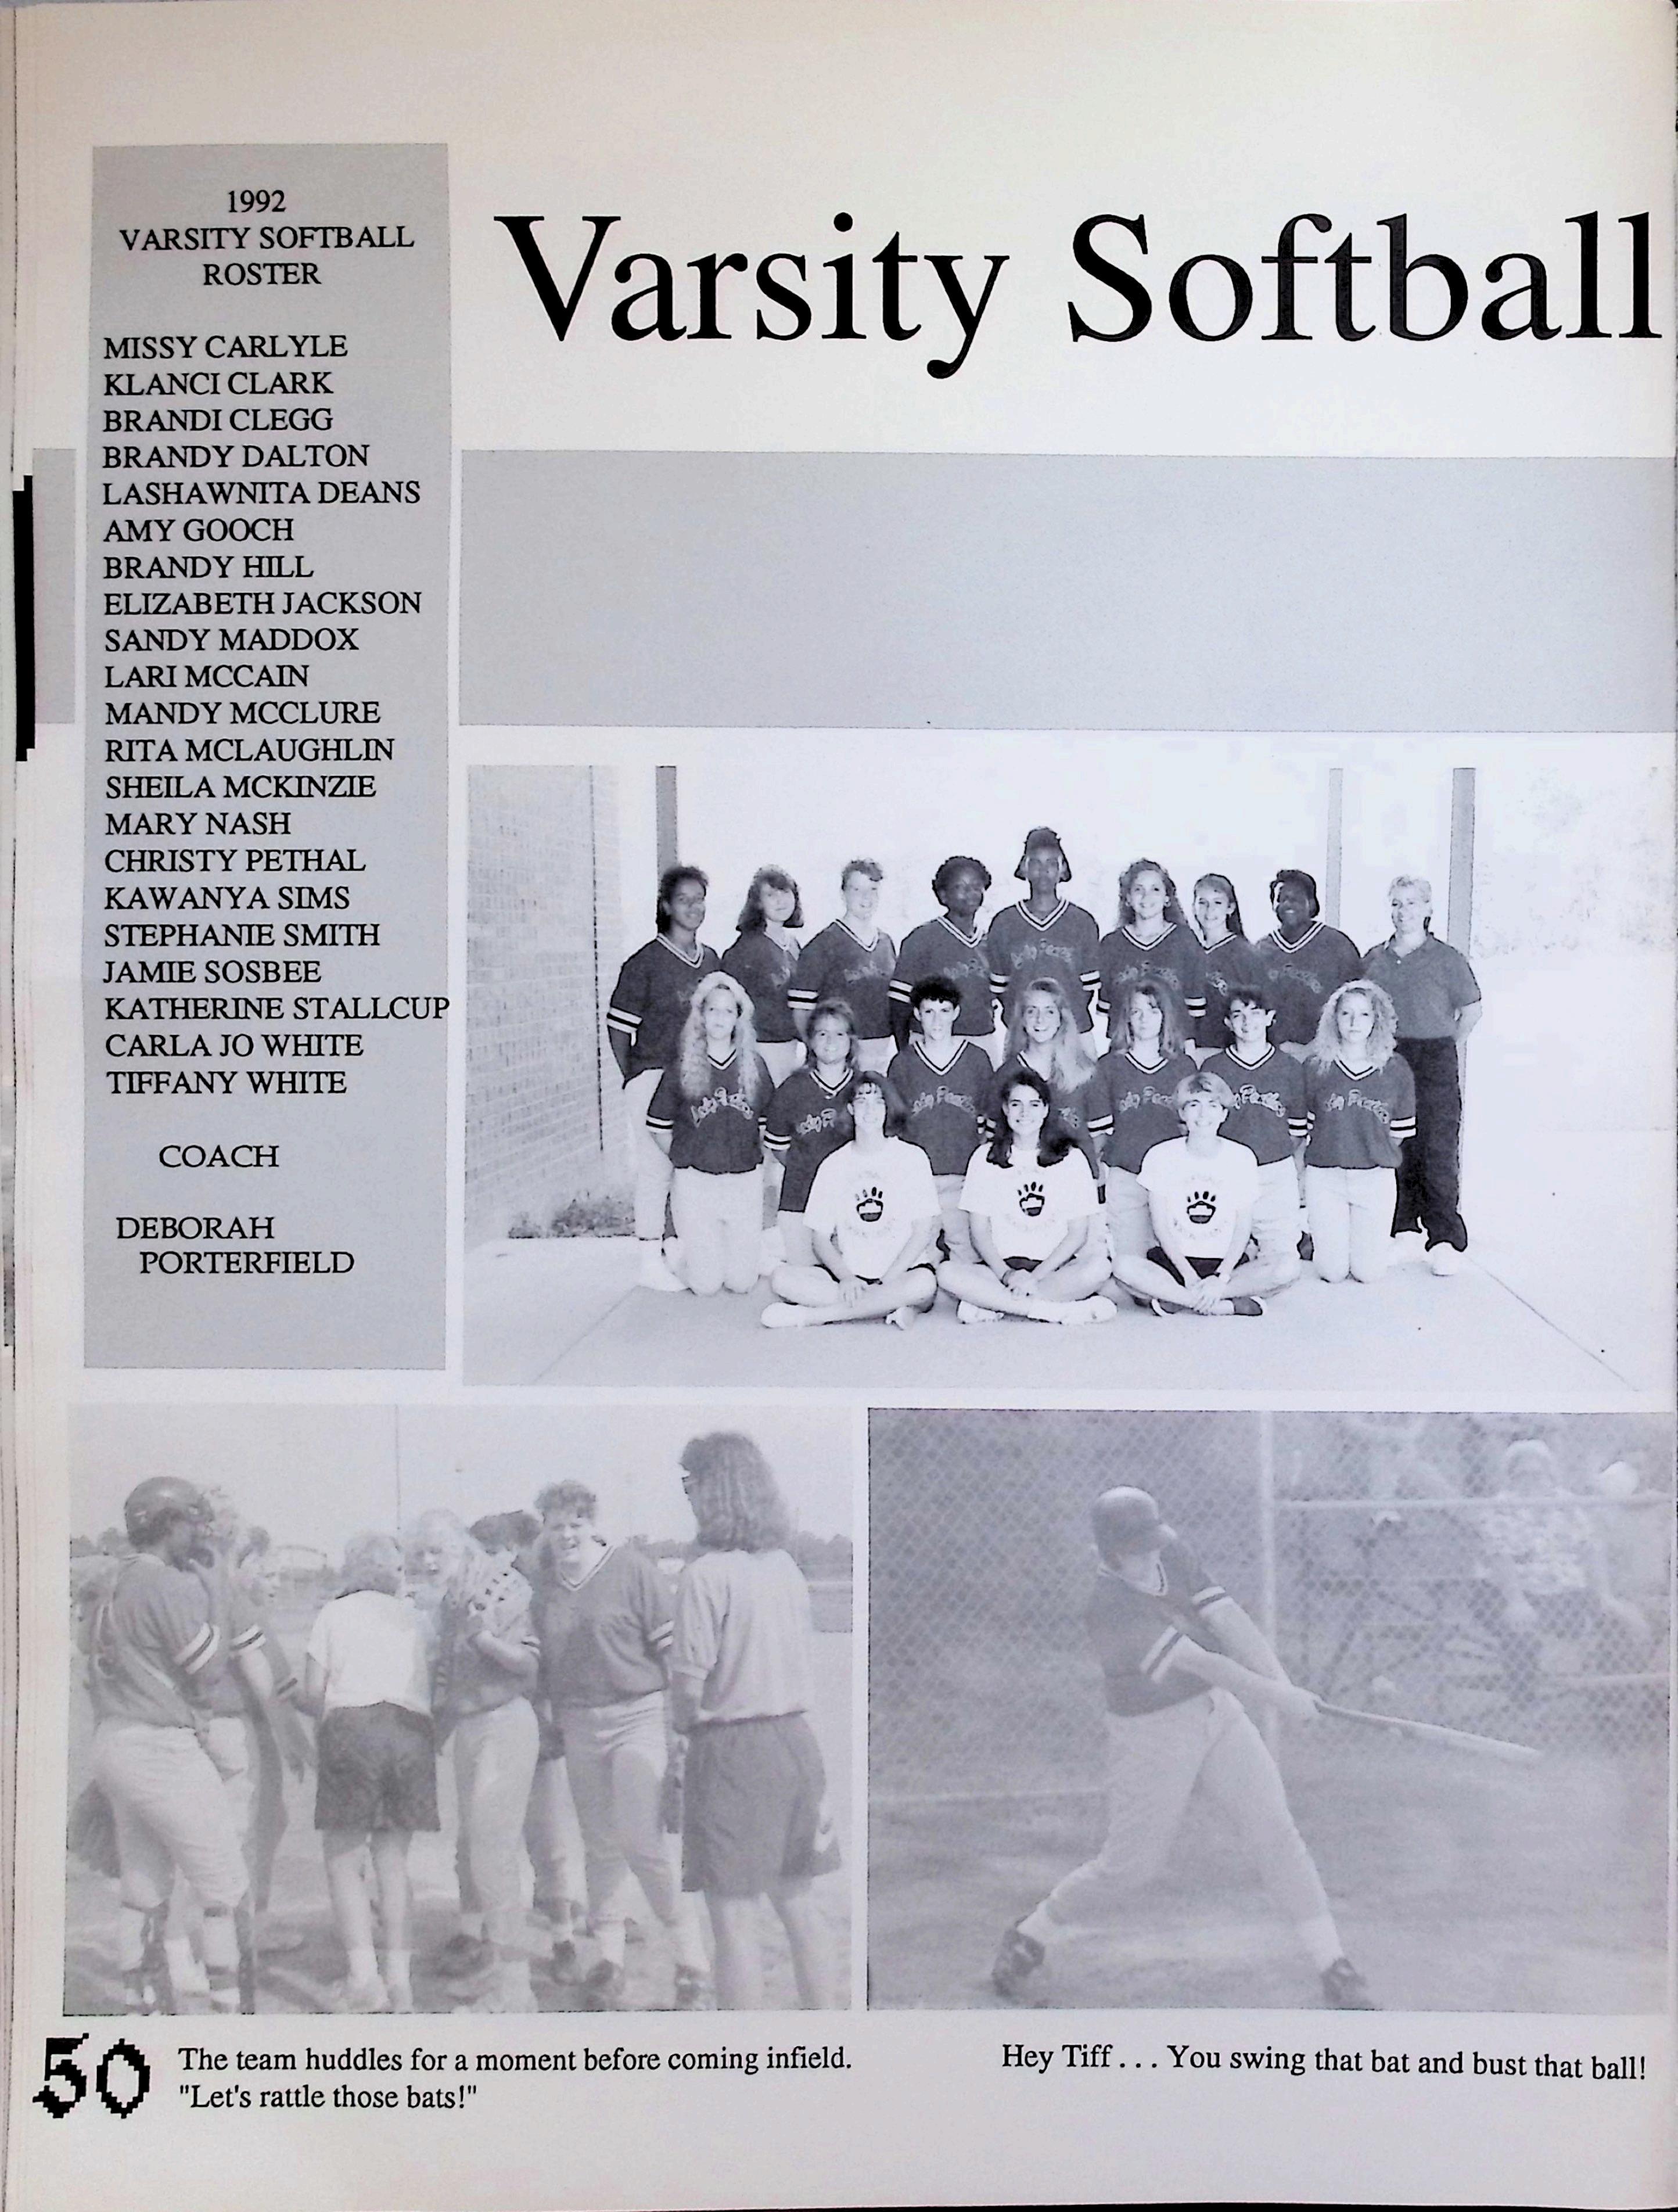 1992
VARSITY SOFTBALL
ROSTER
MISSY CARLYLE
KLANCI CLARK
BRANDI CLEGG
BRANDY DALTON
LASHAWNITA DEANS
AMY GOOCH
BRANDY HILL
ELIZABETH JACKSON
SANDY MADDOX
LARI MCCAIN
MANDY MCCLURE
RITA MCLAUGHLIN
SHEILA MCKINZIE
MARY NASH
CHRISTY PETHAL
KAWANYA SIMS
STEPHANIE SMITH
JAMIE SOSBEE
KATHERINE STALLCUP
CARLA JO WHITE
TIFFANY WHITE
COACH
DEBORAH
PORTERFIELD
Varsity Softball
50
The team huddles for a moment before coming infield.
"Let's rattle those bats!"
Hey Tiff . . . You swing that bat and bust that ball!